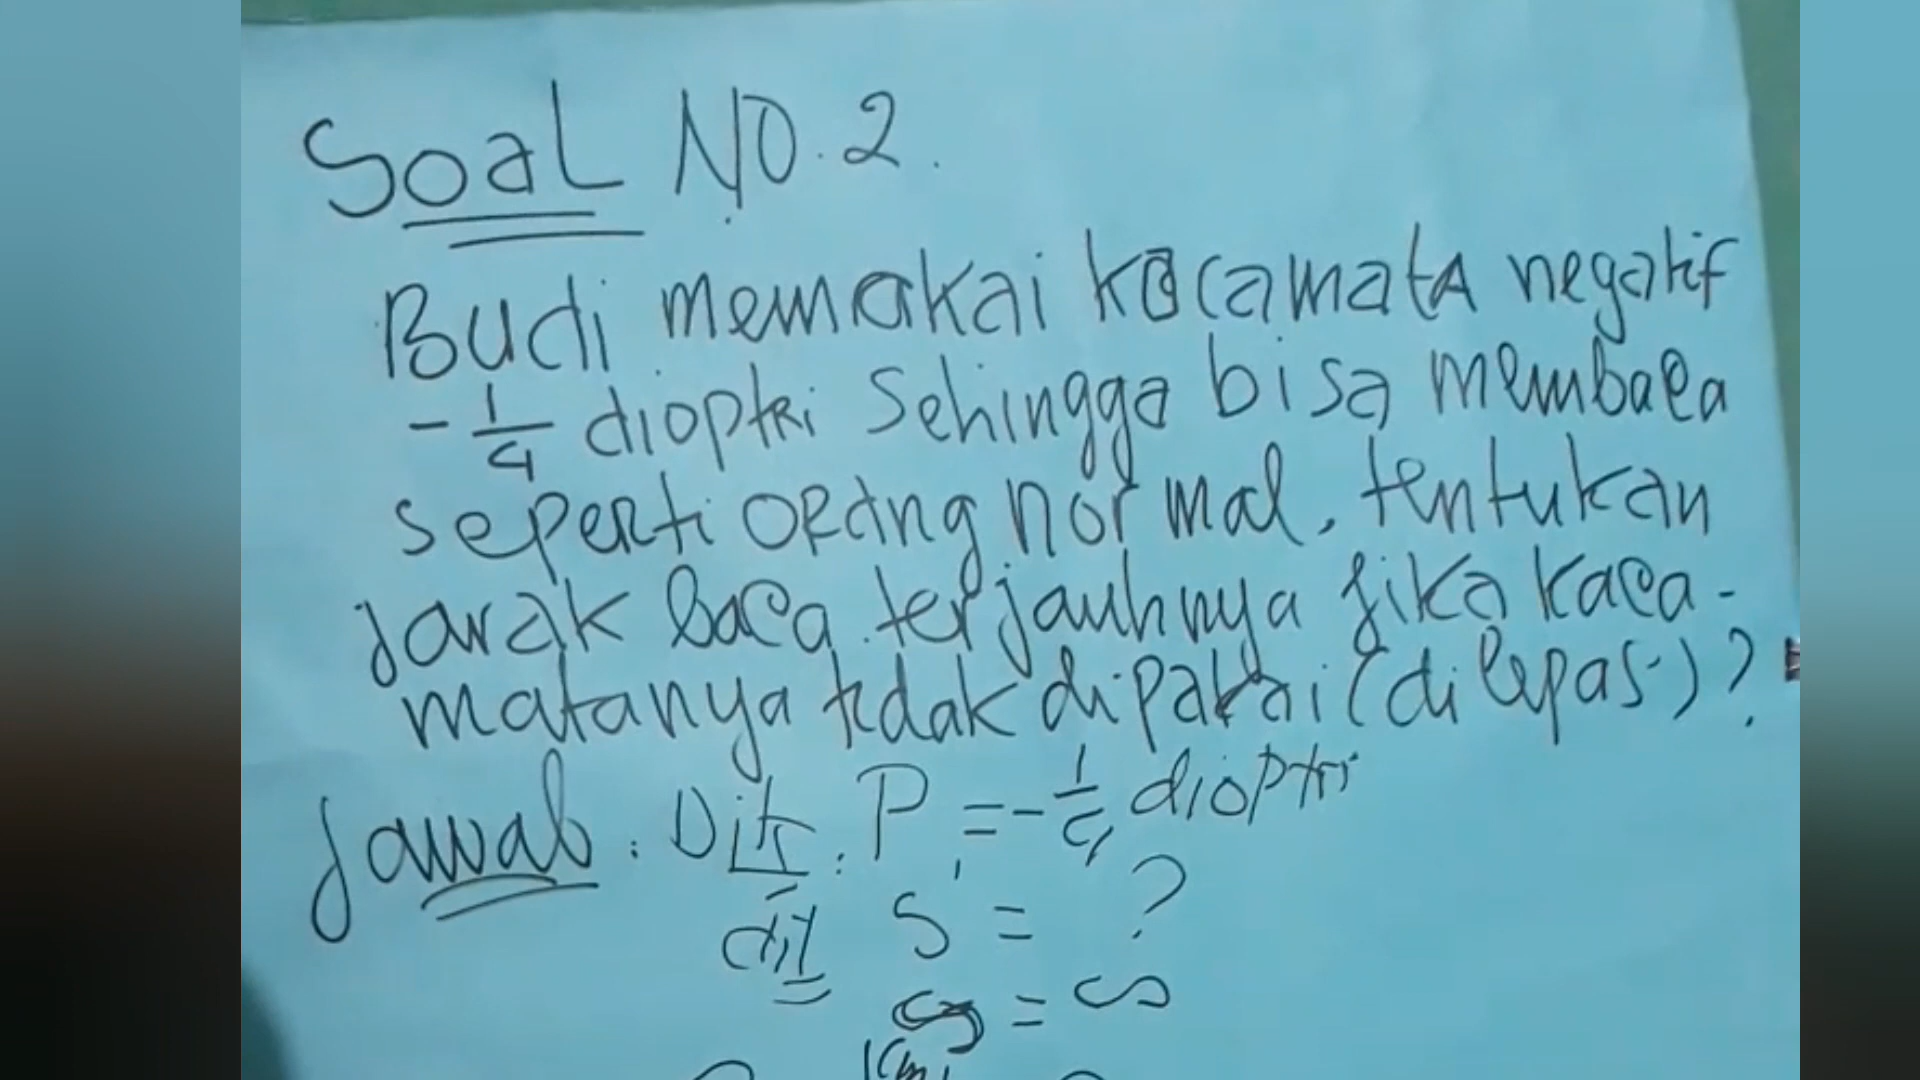 Soal NO. 2.
Budi memakai kacamata negatif
- 1/4 dioptri sehingga bisa membaca
seperti orang normal, tentukan
jarak baca terjauhnya jika kaca-
matanya tidak dipakai (dilepas)?
Jawab : Dik : P = - 1/4 dioptri
dit S' = ?
= ∞